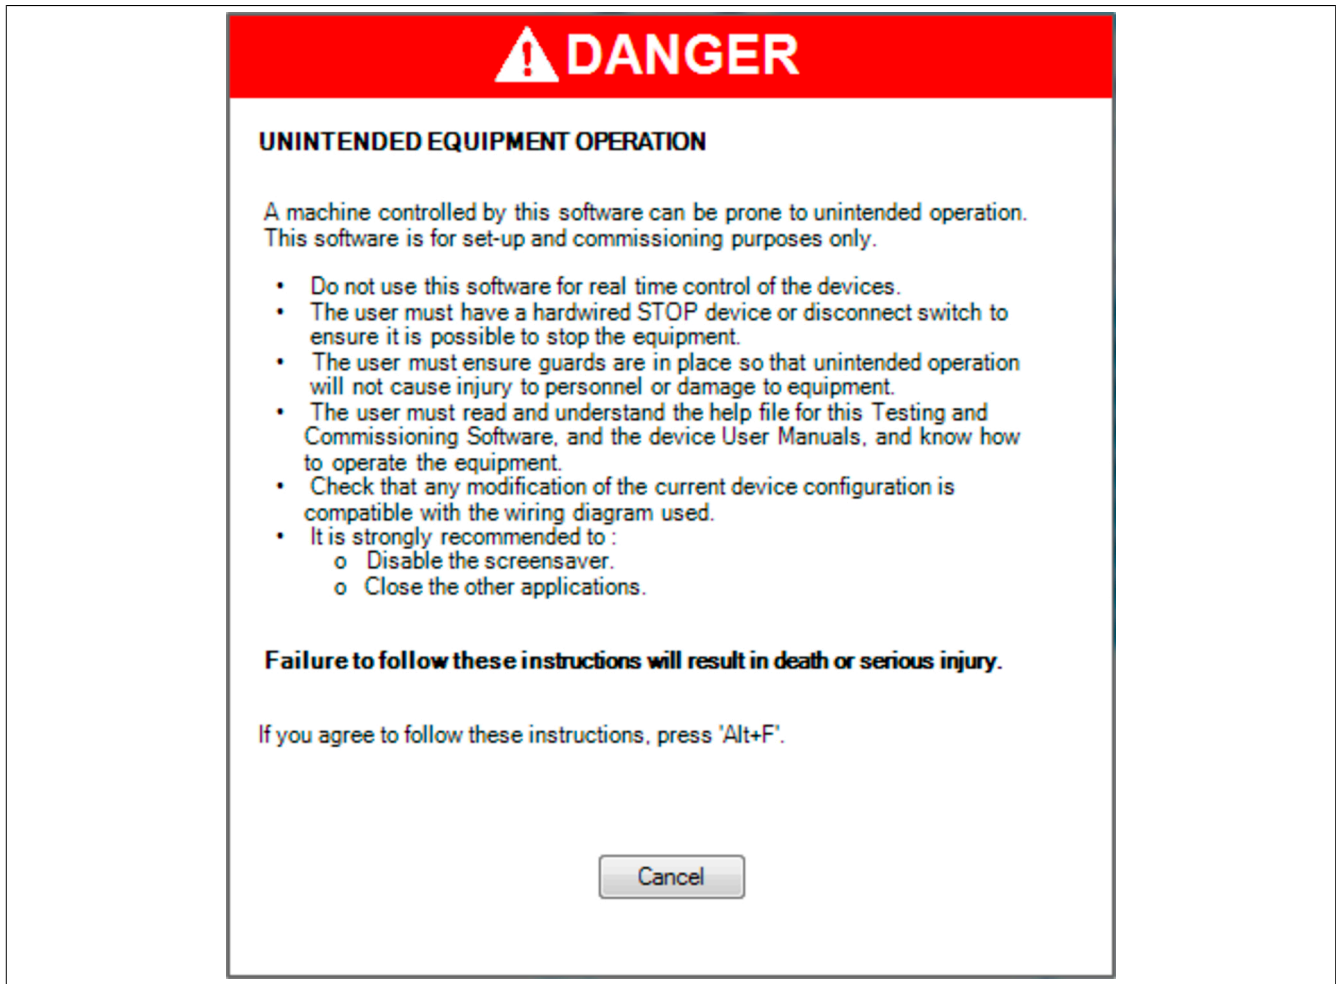 DANGER
UNINTENDED EQUIPMENT OPERATION
A machine controlled by this software can be prone to unintended operation.
This software is for set-up and commissioning purposes only.
• Do not use this software for real time control of the devices.
• The user must have a hardwired STOP device or disconnect switch to
ensure it is possible to stop the equipment.
• The user must ensure guards are in place so that unintended operation
will not cause injury to personnel or damage to equipment.
• The user must read and understand the help file for this Testing and
Commissioning Software, and the device User Manuals, and know how
to operate the equipment.
• Check that any modification of the current device configuration is
compatible with the wiring diagram used.
• It is strongly recommended to :
o Disable the screensaver.
o Close the other applications.
Failure to follow these instructions will result in death or serious injury.
If you agree to follow these instructions, press 'Alt+F'.
Cancel